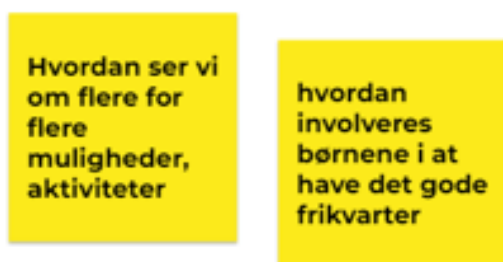 Hvordan ser vi
om flere for
flere
muligheder,
aktiviteter
hvordan
involveres
børnene i at
have det gode
frikvarter